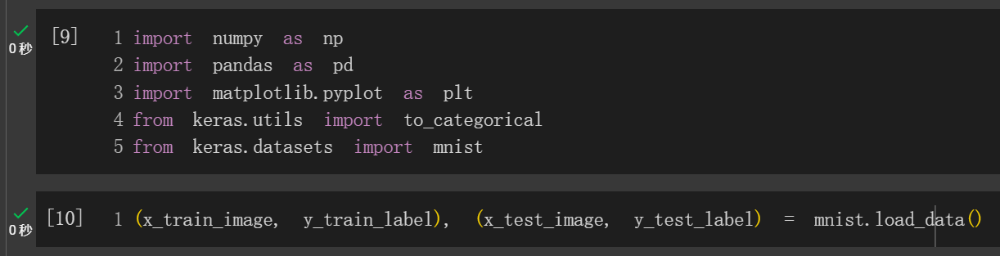 [9] 1 import numpy as np
0秒 2 import pandas as pd
3 import matplotlib.pyplot as plt
4 from keras.utils import to_categorical
5 from keras.datasets import mnist
[10] 1 (x_train_image, y_train_label), (x_test_image, y_test_label) = mnist.load_data()
0秒